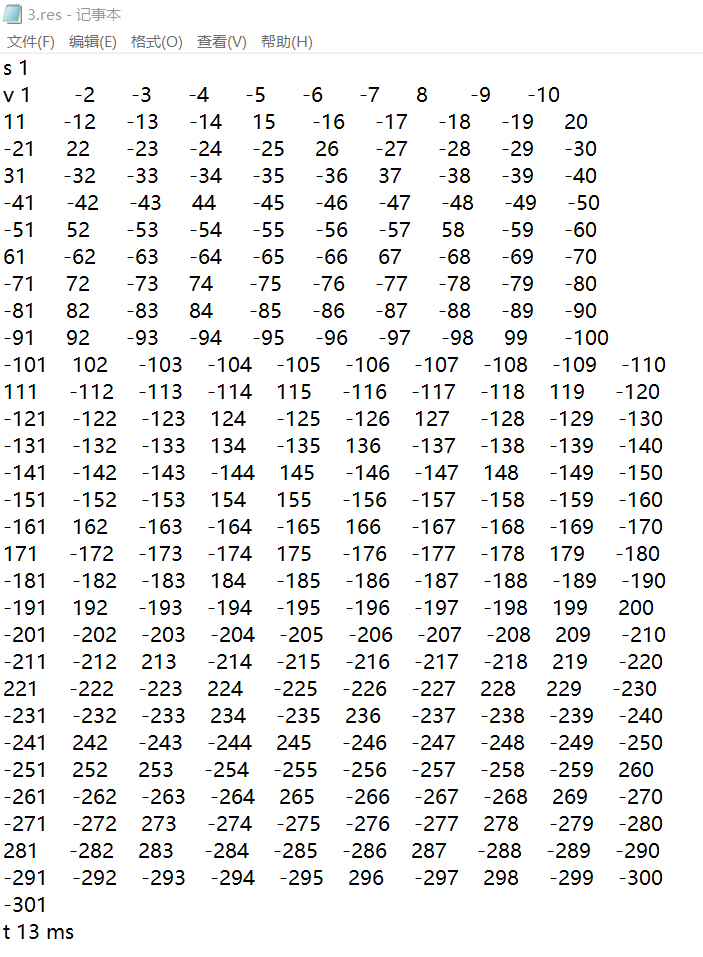 3.res - 记事本
文件(F) 编辑(E) 格式(O) 查看(V) 帮助(H)
s 1
v 1 -2 -3 -4 -5 -6 -7 8 -9 -10
11 -12 -13 -14 15 -16 -17 -18 -19 20
-21 22 -23 -24 -25 26 -27 -28 -29 -30
31 -32 -33 -34 -35 -36 37 -38 -39 -40
-41 -42 -43 44 -45 -46 -47 -48 -49 -50
-51 52 -53 -54 -55 -56 -57 58 -59 -60
61 -62 -63 -64 -65 -66 67 -68 -69 -70
-71 72 -73 74 -75 -76 -77 -78 -79 -80
-81 82 -83 84 -85 -86 -87 -88 -89 -90
-91 92 -93 -94 -95 -96 -97 -98 99 -100
-101 102 -103 -104 -105 -106 -107 -108 -109 -110
111 -112 -113 -114 115 -116 -117 -118 119 -120
-121 -122 -123 124 -125 -126 127 -128 -129 -130
-131 -132 -133 134 -135 136 -137 -138 -139 -140
-141 -142 -143 -144 145 -146 -147 148 -149 -150
-151 -152 -153 154 155 -156 -157 -158 -159 -160
-161 162 -163 -164 -165 166 -167 -168 -169 -170
171 -172 -173 -174 175 -176 -177 -178 179 -180
-181 -182 -183 184 -185 -186 -187 -188 -189 -190
-191 192 -193 -194 -195 -196 -197 -198 199 200
-201 -202 -203 -204 -205 -206 -207 -208 209 -210
-211 -212 213 -214 -215 -216 -217 -218 219 -220
221 -222 -223 224 -225 -226 -227 228 229 -230
-231 -232 -233 234 -235 236 -237 -238 -239 -240
-241 242 -243 -244 245 -246 -247 -248 -249 -250
-251 252 253 -254 -255 -256 -257 -258 -259 260
-261 -262 -263 -264 265 -266 -267 -268 269 -270
-271 -272 273 -274 -275 -276 -277 278 -279 -280
281 -282 283 -284 -285 -286 287 -288 -289 -290
-291 -292 -293 -294 -295 296 -297 298 -299 -300
-301
t 13 ms